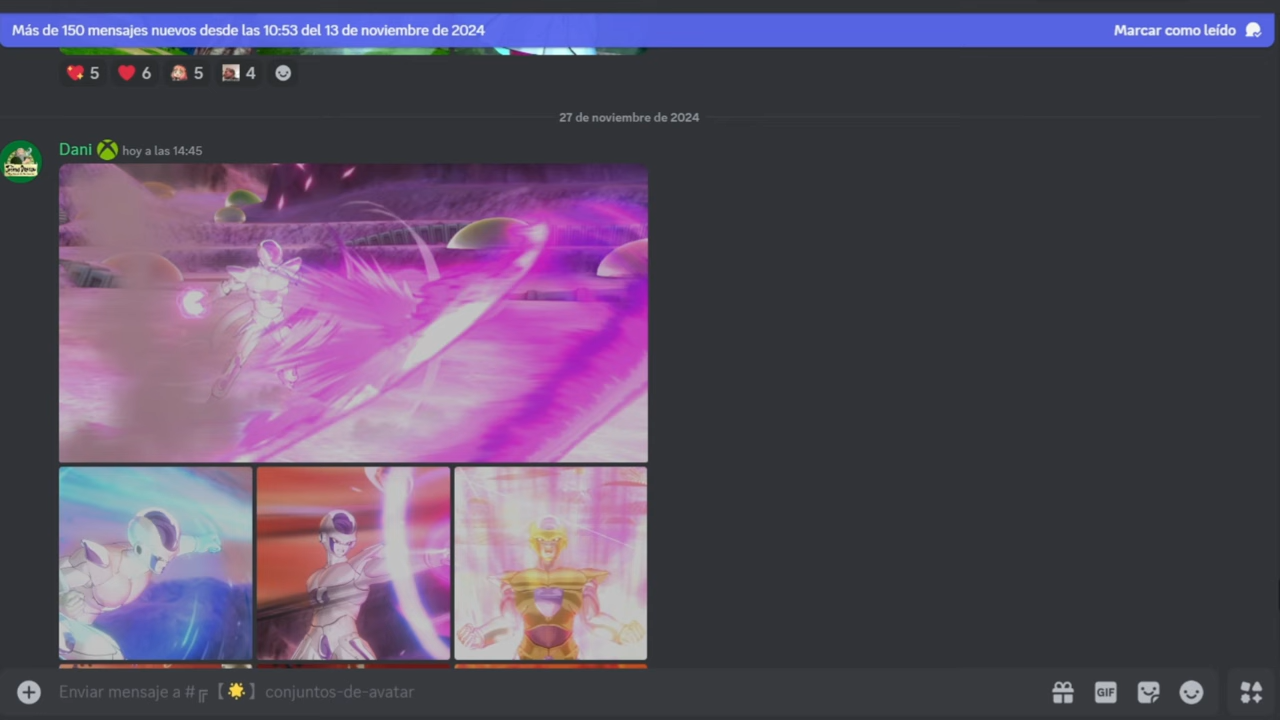 Más de 150 mensajes nuevos desde las 10:53 del 13 de noviembre de 2024
Marcar como leído
5
6
5
4
27 de noviembre de 2024
Dani hoy a las 14:45
Enviar mensaje a #╔【🌟】conjuntos-de-avatar
GIF